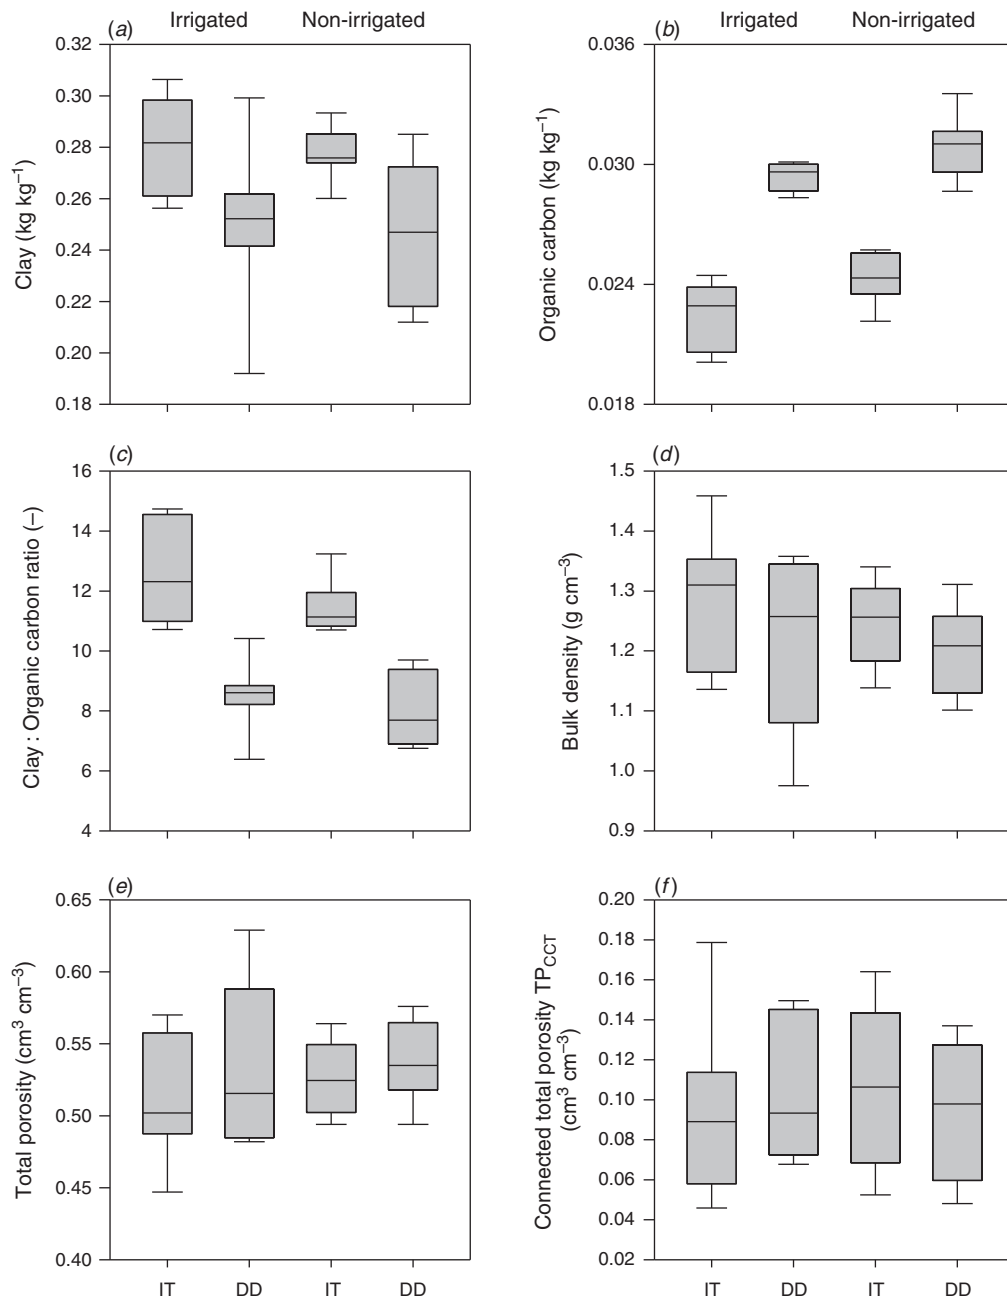 Irrigated Non-irrigated
(a)
0.32
0.30
0.28
0.26
0.24
0.22
0.20
0.18
Clay (kg kg−1)
(b)
0.036
0.030
0.024
0.018
Organic carbon (kg kg−1)
Irrigated Non-irrigated
(c)
16
14
12
10
8
6
4
Clay : Organic carbon ratio (–)
(d)
1.5
1.4
1.3
1.2
1.1
1.0
0.9
Bulk density (g cm−3)
(e)
0.65
0.60
0.55
0.50
0.45
0.40
Total porosity (cm3 cm−3)
IT DD IT DD
(f)
0.20
0.18
0.16
0.14
0.12
0.10
0.08
0.06
0.04
0.02
Connected total porosity TPCCT
(cm3 cm−3)
IT DD IT DD